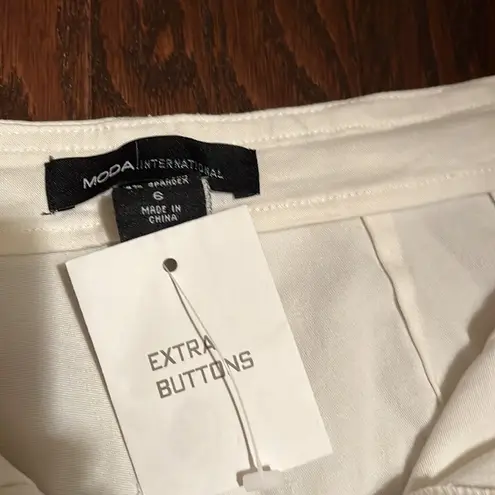 MODA INTERNATIONAL
6
MADE IN
CHINA
EXTRA
BUTTONS